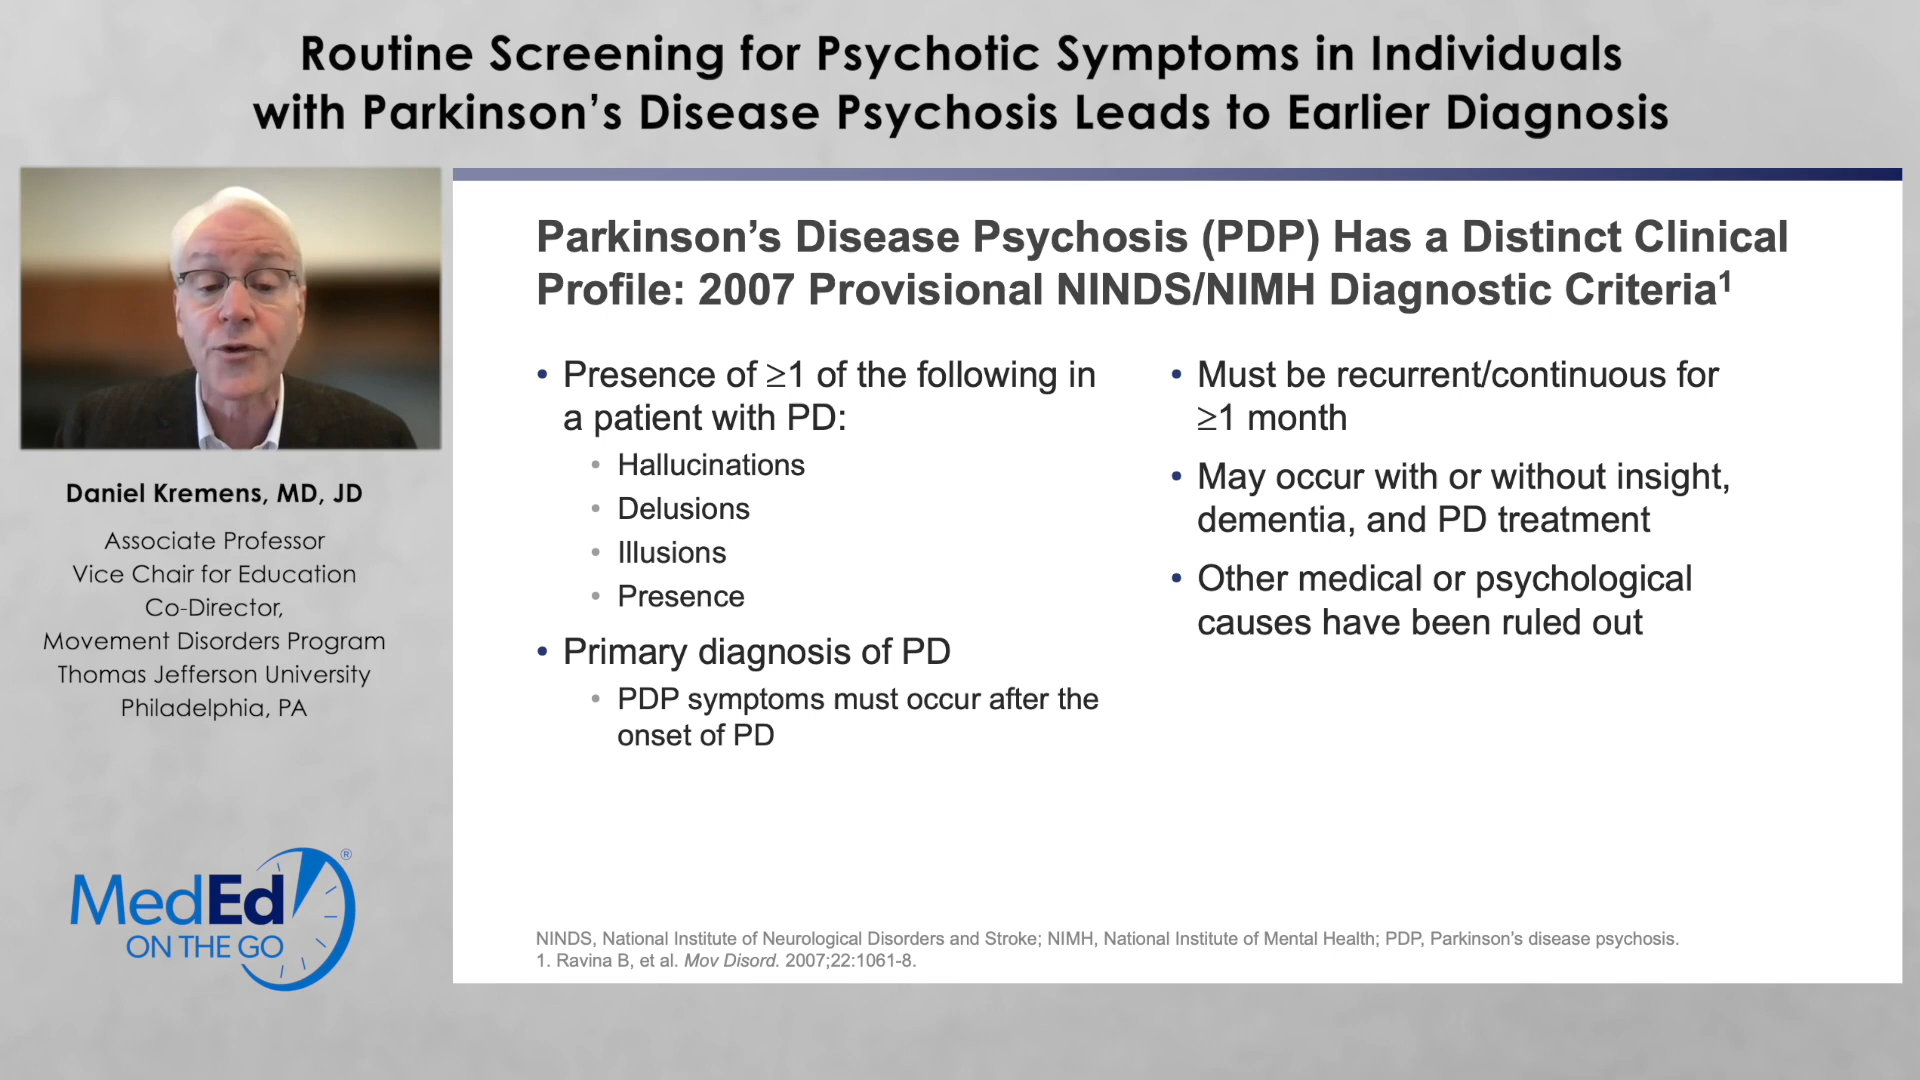 Routine Screening for Psychotic Symptoms in Individuals
with Parkinson’s Disease Psychosis Leads to Earlier Diagnosis
Daniel Kremens, MD, JD
Associate Professor
Vice Chair for Education
Co-Director,
Movement Disorders Program
Thomas Jefferson University
Philadelphia, PA
MedEd®
ON THE GO
Parkinson’s Disease Psychosis (PDP) Has a Distinct Clinical
Profile: 2007 Provisional NINDS/NIMH Diagnostic Criteria¹
• Presence of ≥1 of the following in
a patient with PD:
• Hallucinations
• Delusions
• Illusions
• Presence
• Primary diagnosis of PD
• PDP symptoms must occur after the
onset of PD
• Must be recurrent/continuous for
≥1 month
• May occur with or without insight,
dementia, and PD treatment
• Other medical or psychological
causes have been ruled out
NINDS, National Institute of Neurological Disorders and Stroke; NIMH, National Institute of Mental Health; PDP, Parkinson’s disease psychosis.
1. Ravina B, et al. Mov Disord. 2007;22:1061-8.